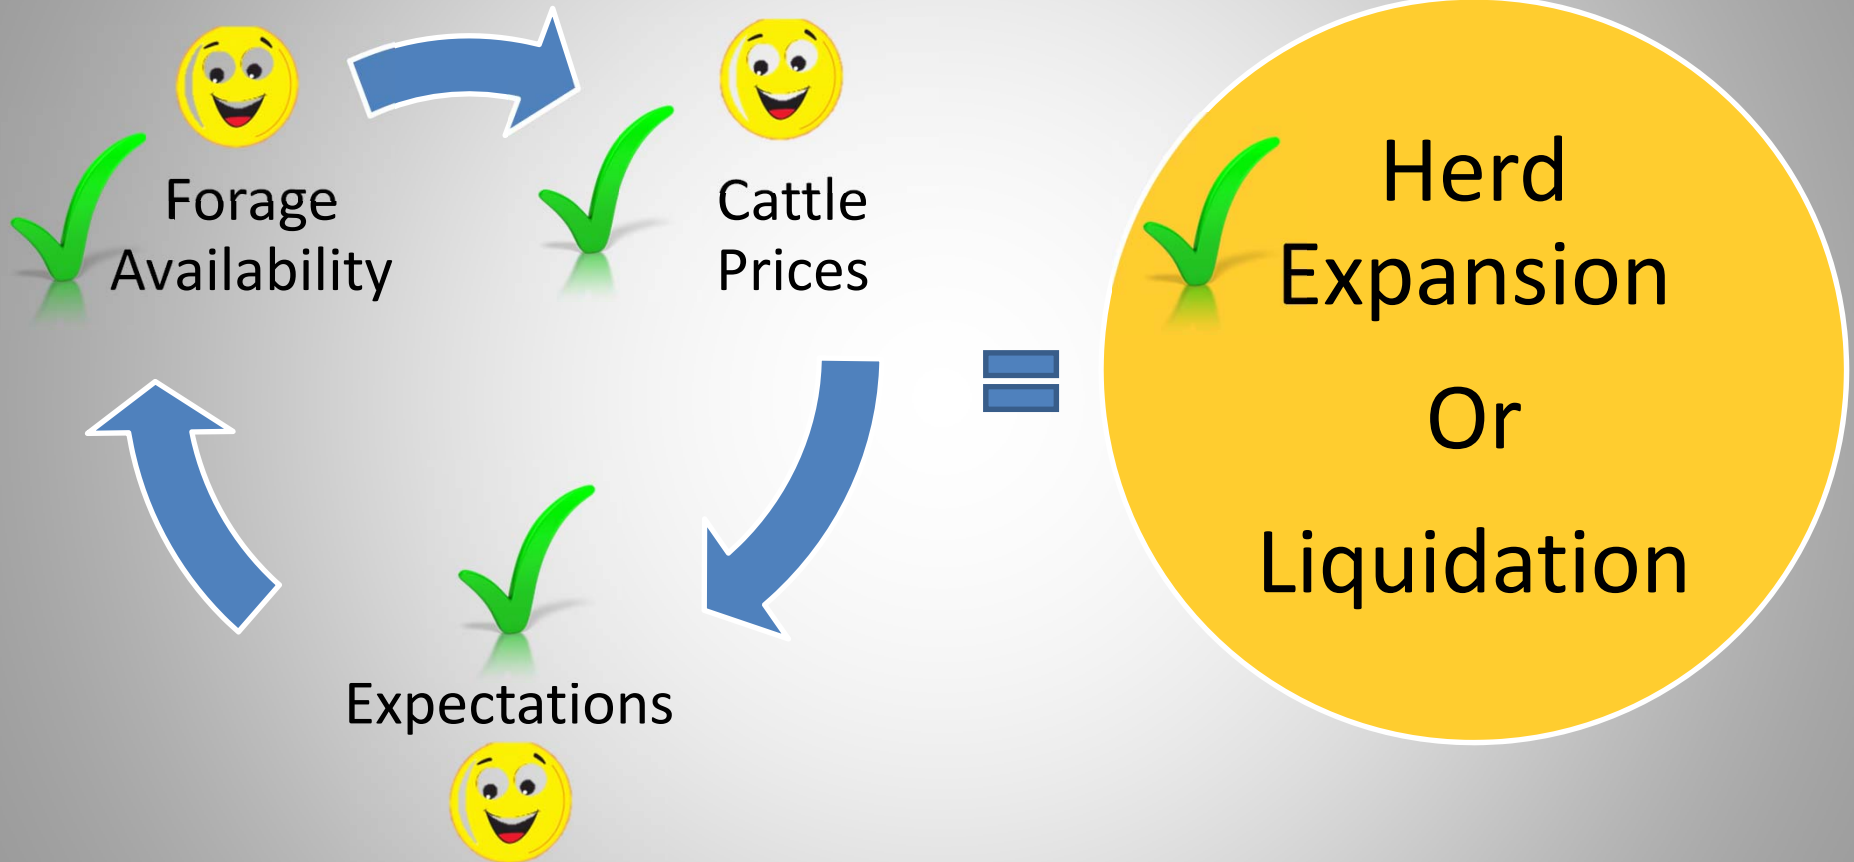 Forage
Availability
Cattle
Prices
Expectations
Herd
Expansion
Or
Liquidation